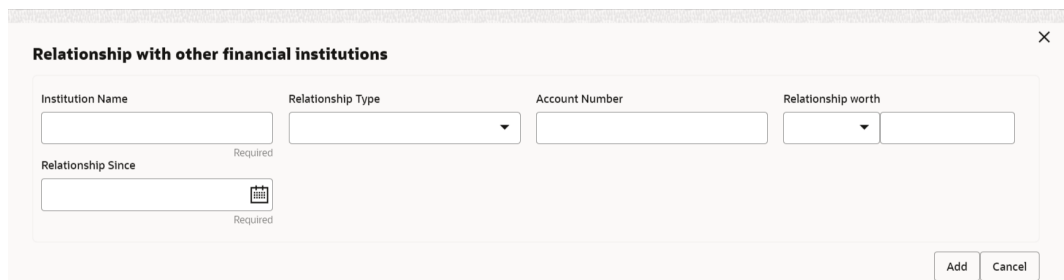 Relationship with other financial institutions
Institution Name
Relationship Type
Account Number
Relationship worth
Required
Relationship Since
Required
Add
Cancel